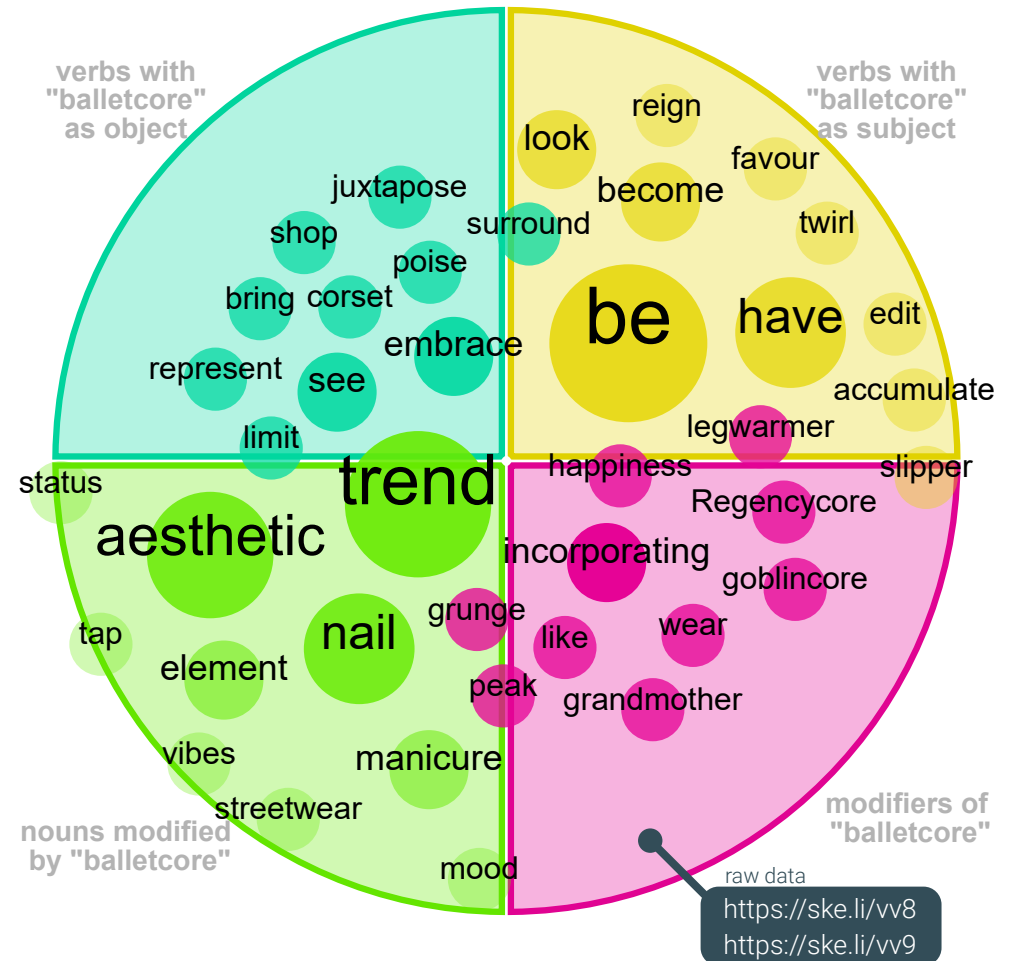 verbs with
"balletcore"
as object
verbs with
"balletcore"
as subject
juxtapose
shop
poise
bring
corset
embrace
represent
see
limit
look
reign
favour
become
surround
twirl
be
have
edit
accumulate
status
trend
aesthetic
nail
tap
element
vibes
manicure
streetwear
mood
nouns modified
by "balletcore"
legwarmer
happiness
slipper
Regencycore
incorporating
goblincore
grunge
like
wear
peak
grandmother
modifiers of
"balletcore"
raw data
https://ske.li/vv8
https://ske.li/vv9